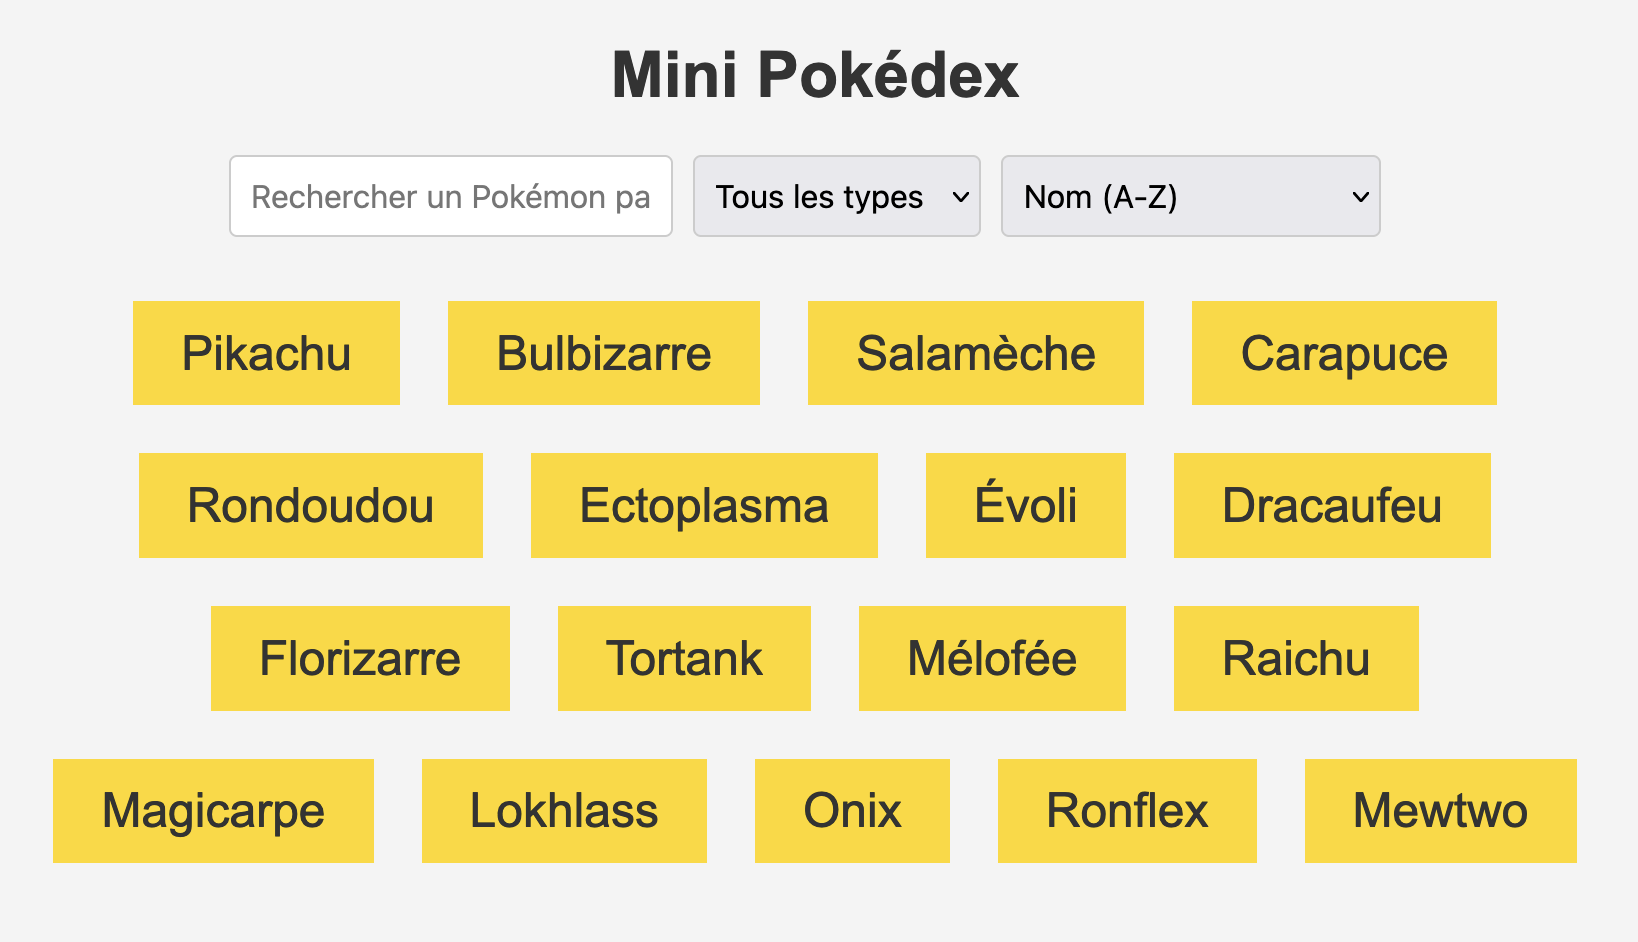 Mini Pokédex
Rechercher un Pokémon pa
Tous les types
Nom (A-Z)
Pikachu
Bulbizarre
Salamèche
Carapuce
Rondoudou
Ectoplasma
Évoli
Dracaufeu
Florizarre
Tortank
Mélofée
Raichu
Magicarpe
Lokhlass
Onix
Ronflex
Mewtwo